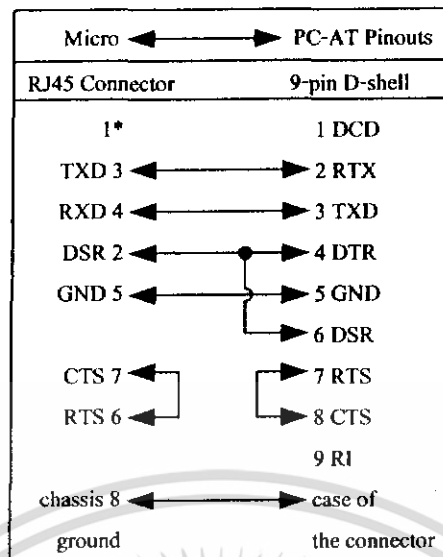 Micro PC-AT Pinouts
RJ45 Connector 9-pin D-shell
1* 1 DCD
TXD 3 2 RTX
RXD 4 3 TXD
DSR 2 4 DTR
GND 5 5 GND
6 DSR
CTS 7 7 RTS
RTS 6 8 CTS
9 RI
chassis 8 case of
ground the connector